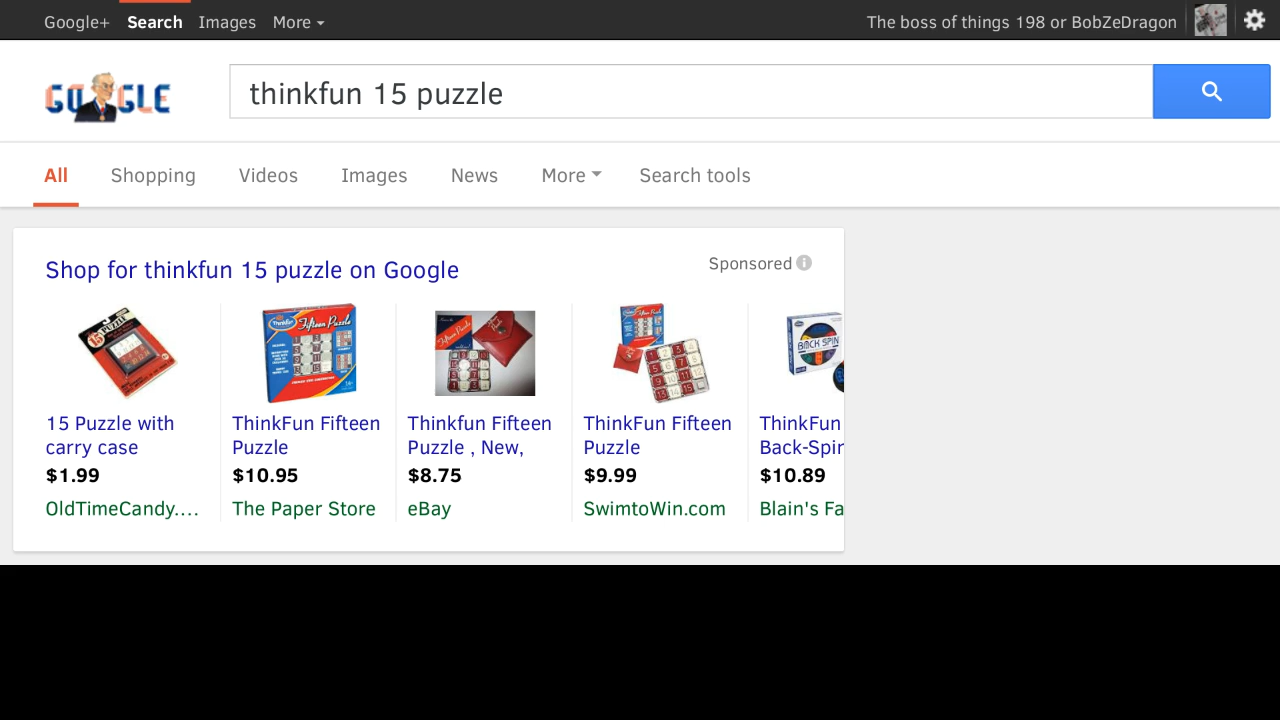 Google+ Search Images More The boss of things 198 or BobZeDragon
GOOGLE
thinkfun 15 puzzle
All Shopping Videos Images News More Search tools
Shop for thinkfun 15 puzzle on Google Sponsored
15 Puzzle with
carry case
$1.99
OldTimeCandy....
ThinkFun Fifteen
Puzzle
$10.95
The Paper Store
Thinkfun Fifteen
Puzzle , New,
$8.75
eBay
ThinkFun Fifteen
Puzzle
$9.99
SwimtoWin.com
ThinkFun
Back-Spin
$10.89
Blain's Fa